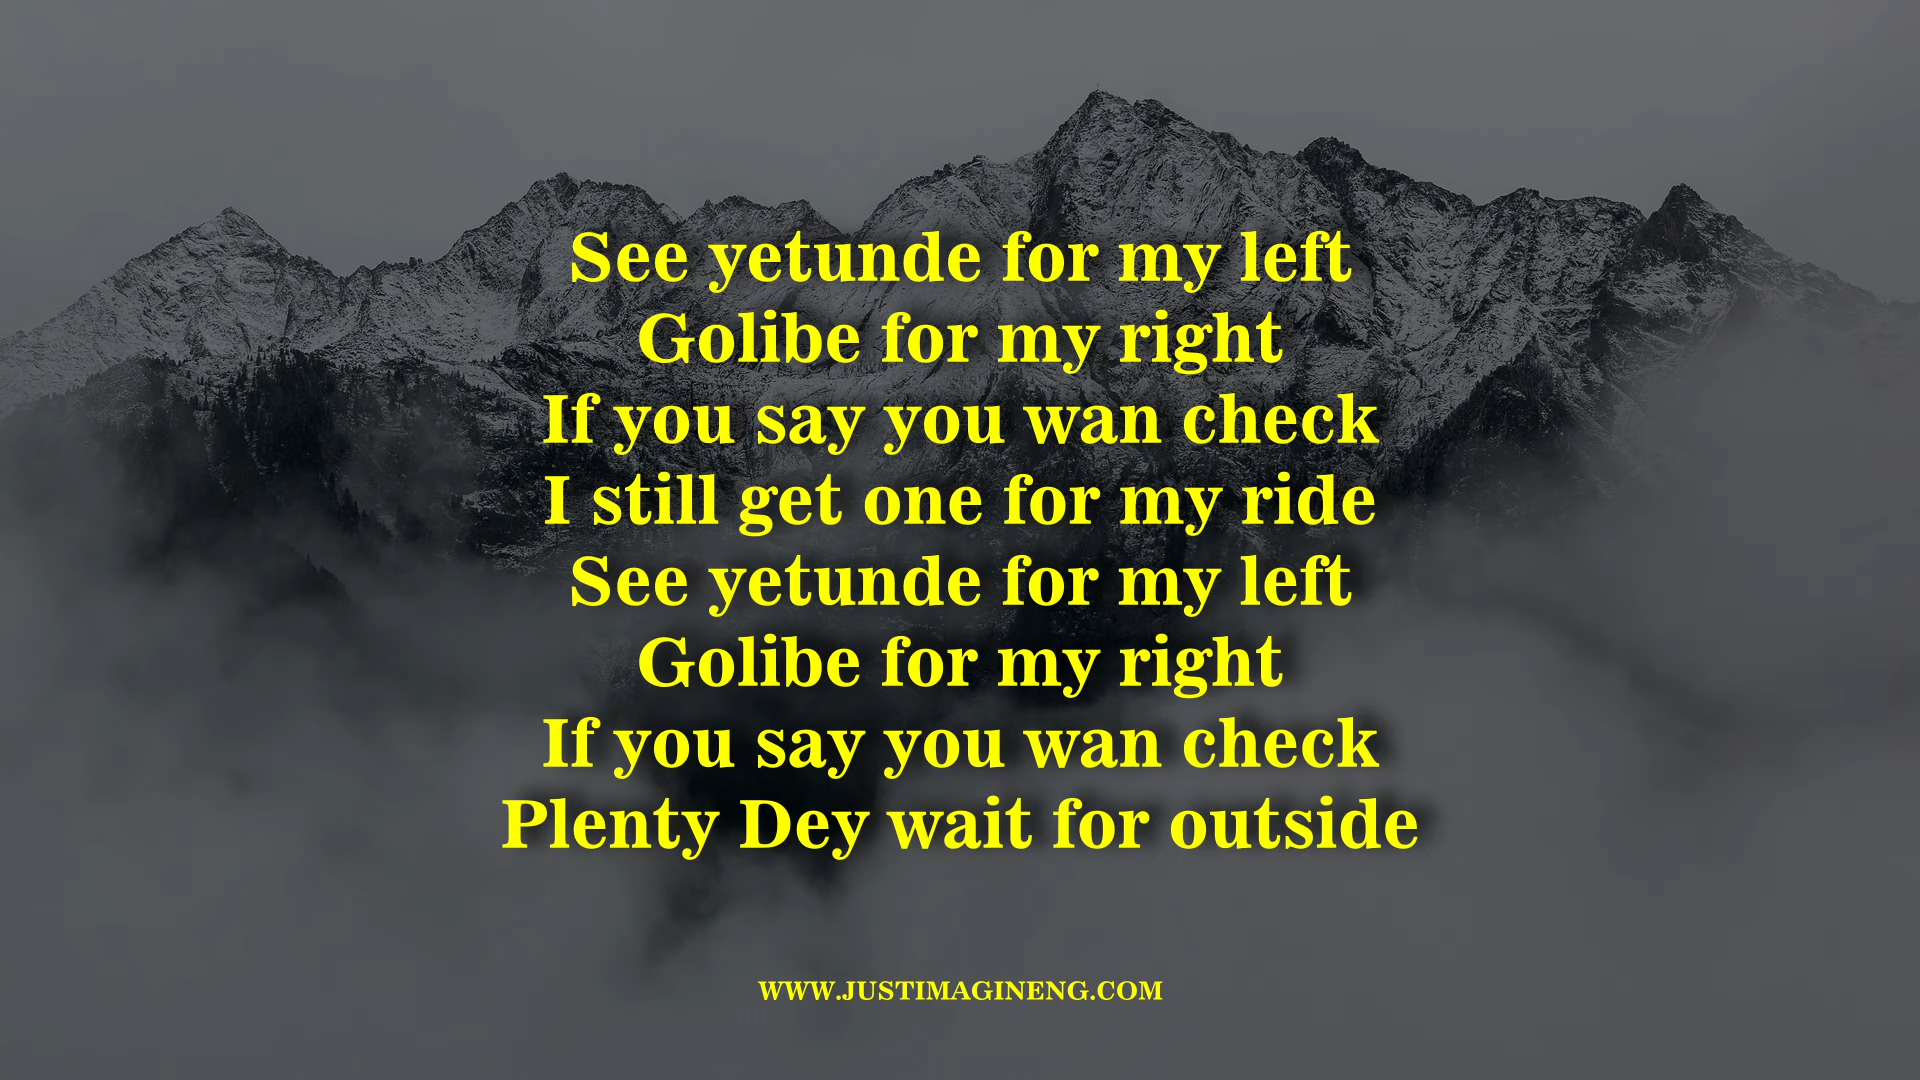 See yetunde for my left
Golibe for my right
If you say you wan check
I still get one for my ride
See yetunde for my left
Golibe for my right
If you say you wan check
Plenty Dey wait for outside
WWW.JUSTIMAGINENG.COM